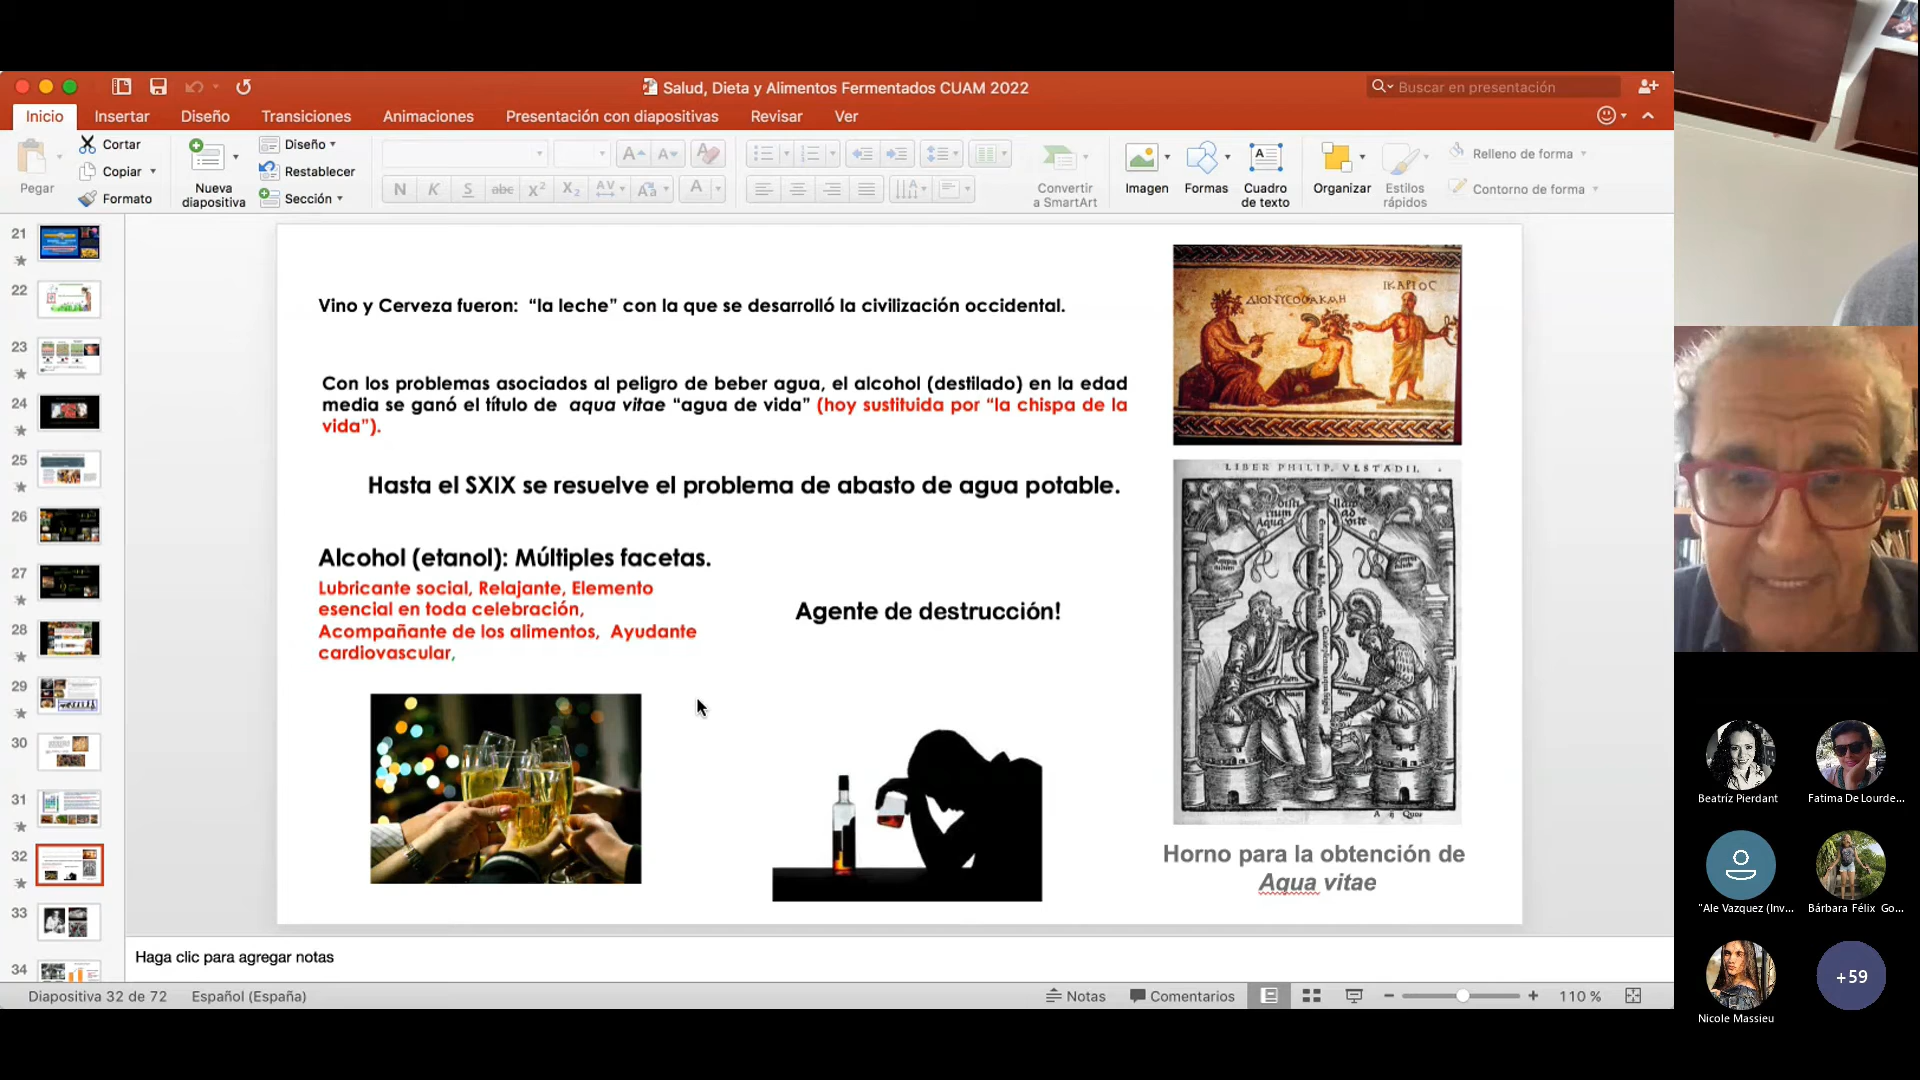 Salud, Dieta y Alimentos Fermentados CUAM 2022
Buscar en presentación
Inicio
Insertar
Diseño
Transiciones
Animaciones
Presentación con diapositivas
Revisar
Ver
Pegar
Cortar
Copiar
Formato
Nueva
diapositiva
Diseño
Restablecer
Sección
N K S abc X² X₂ AV Aa A
Convertir
a SmartArt
Imagen
Formas
Cuadro
de texto
Organizar
Estilos
rápidos
Relleno de forma
Contorno de forma
21
22
23
24
25
26
27
28
29
30
31
32
33
34
Vino y Cerveza fueron: “la leche” con la que se desarrolló la civilización occidental.
Con los problemas asociados al peligro de beber agua, el alcohol (destilado) en la edad
media se ganó el título de aqua vitae “agua de vida” (hoy sustituida por “la chispa de la
vida”).
Hasta el SXIX se resuelve el problema de abasto de agua potable.
Alcohol (etanol): Múltiples facetas.
Lubricante social, Relajante, Elemento
esencial en toda celebración,
Acompañante de los alimentos, Ayudante
cardiovascular,
Agente de destrucción!
ΙΚΑΡΙΟC
LIBER PHILIP. VLSTADII.
Horno para la obtención de
Aqua vitae
Haga clic para agregar notas
Diapositiva 32 de 72
Español (España)
Notas
Comentarios
110 %
Beatríz Pierdant
Fatima De Lourde...
"Ale Vazquez (Inv...
Bárbara Félix Go...
Nicole Massieu
+59